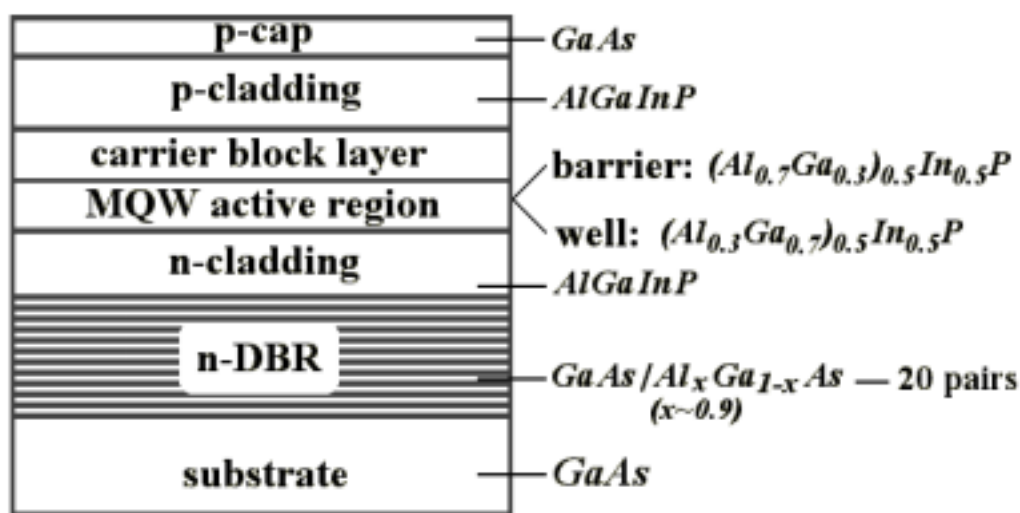 p-cap
GaAs
p-cladding
AlGaInP
carrier block layer
barrier: (Al0.7Ga0.3)0.5In0.5P
MQW active region
well: (Al0.3Ga0.7)0.5In0.5P
n-cladding
AlGaInP
n-DBR
GaAs/AlxGa1-xAs — 20 pairs
(x~0.9)
substrate
GaAs